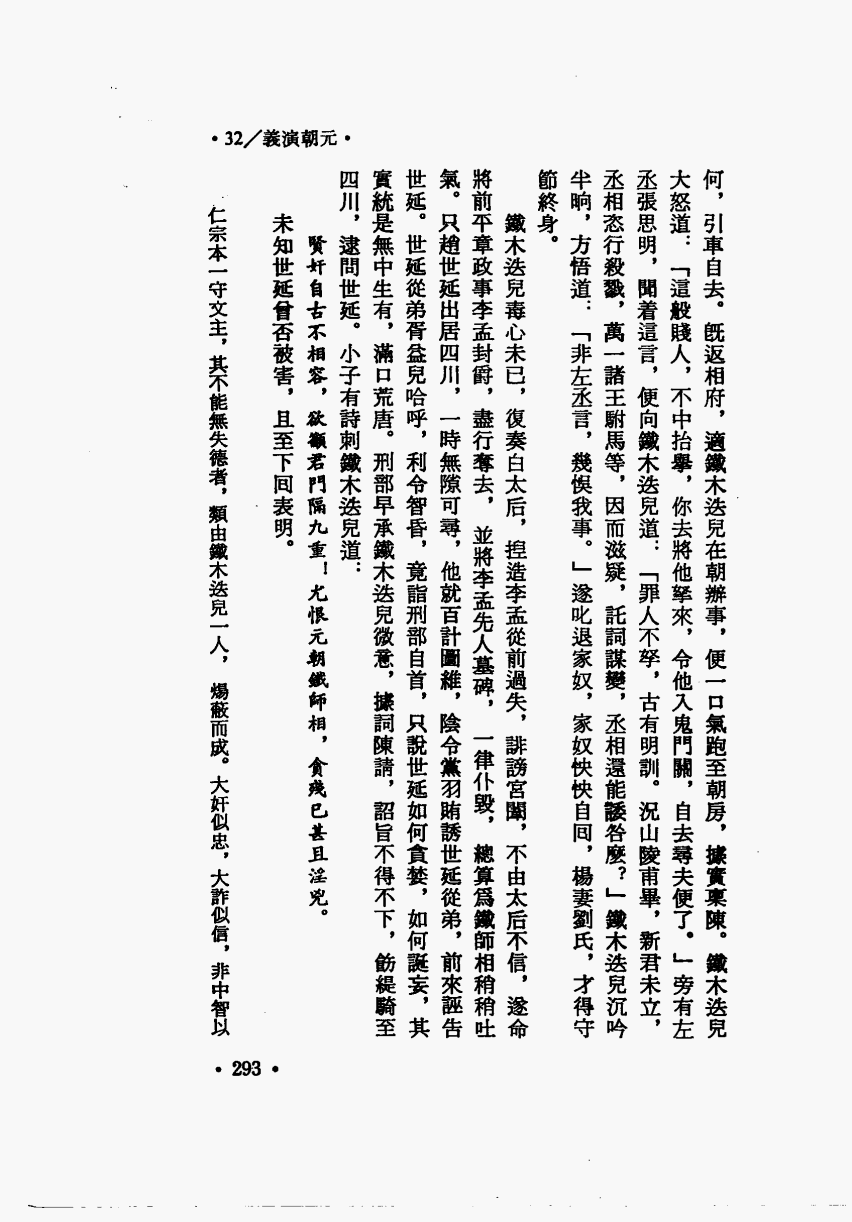 •32／義演朝元•
何，引車自去。旣返相府，適鐵木迭兒在朝辦事，便一口氣跑至朝房，據實稟陳。鐵木迭兒
大怒道：「這般賤人，不中抬擧，你去將他拏來，令他入鬼門關，自去尋夫便了。」旁有左
丞張思明，聞着這言，便向鐵木迭兒道：「罪人不孥，古有明訓。況山陵甫畢，新君未立，
丞相恣行殺戮，萬一諸王駙馬等，因而滋疑，託詞謀變，丞相還能諉咎麼？」鐵木迭兒沉吟
半晌，方悟道：「非左丞言，幾悞我事。」遂叱退家奴，家奴怏怏自囘，楊妻劉氏，才得守
節終身。
鐵木迭兒毒心未已，復奏白太后，捏造李孟從前過失，誹謗宮闈，不由太后不信，遂命
將前平章政事李孟封爵，盡行奪去，並將李孟先人墓碑，一律仆毀，總算爲鐵師相稍稍吐
氣。只趙世延出居四川，一時無隙可尋，他就百計圖維，陰令黨羽賄誘世延從弟，前來誣告
世延。世延從弟胥益兒哈呼，利令智昏，竟詣刑部自首，只說世延如何貪婪，如何誕妄，其
實統是無中生有，滿口荒唐。刑部早承鐵木迭兒微意，據詞陳請，詔旨不得不下，飭緹騎至
四川，逮問世延。小子有詩刺鐵木迭兒道：
賢奸自古不相容，欲籲君門隔九重！尤恨元朝鐵師相，貪殘已甚且淫兇。
未知世延曾否被害，且至下回表明。
仁宗本一守文主，其不能無失德者，類由鐵木迭兒一人，煬蔽而成。大奸似忠，大詐似信，非中智以
•293•